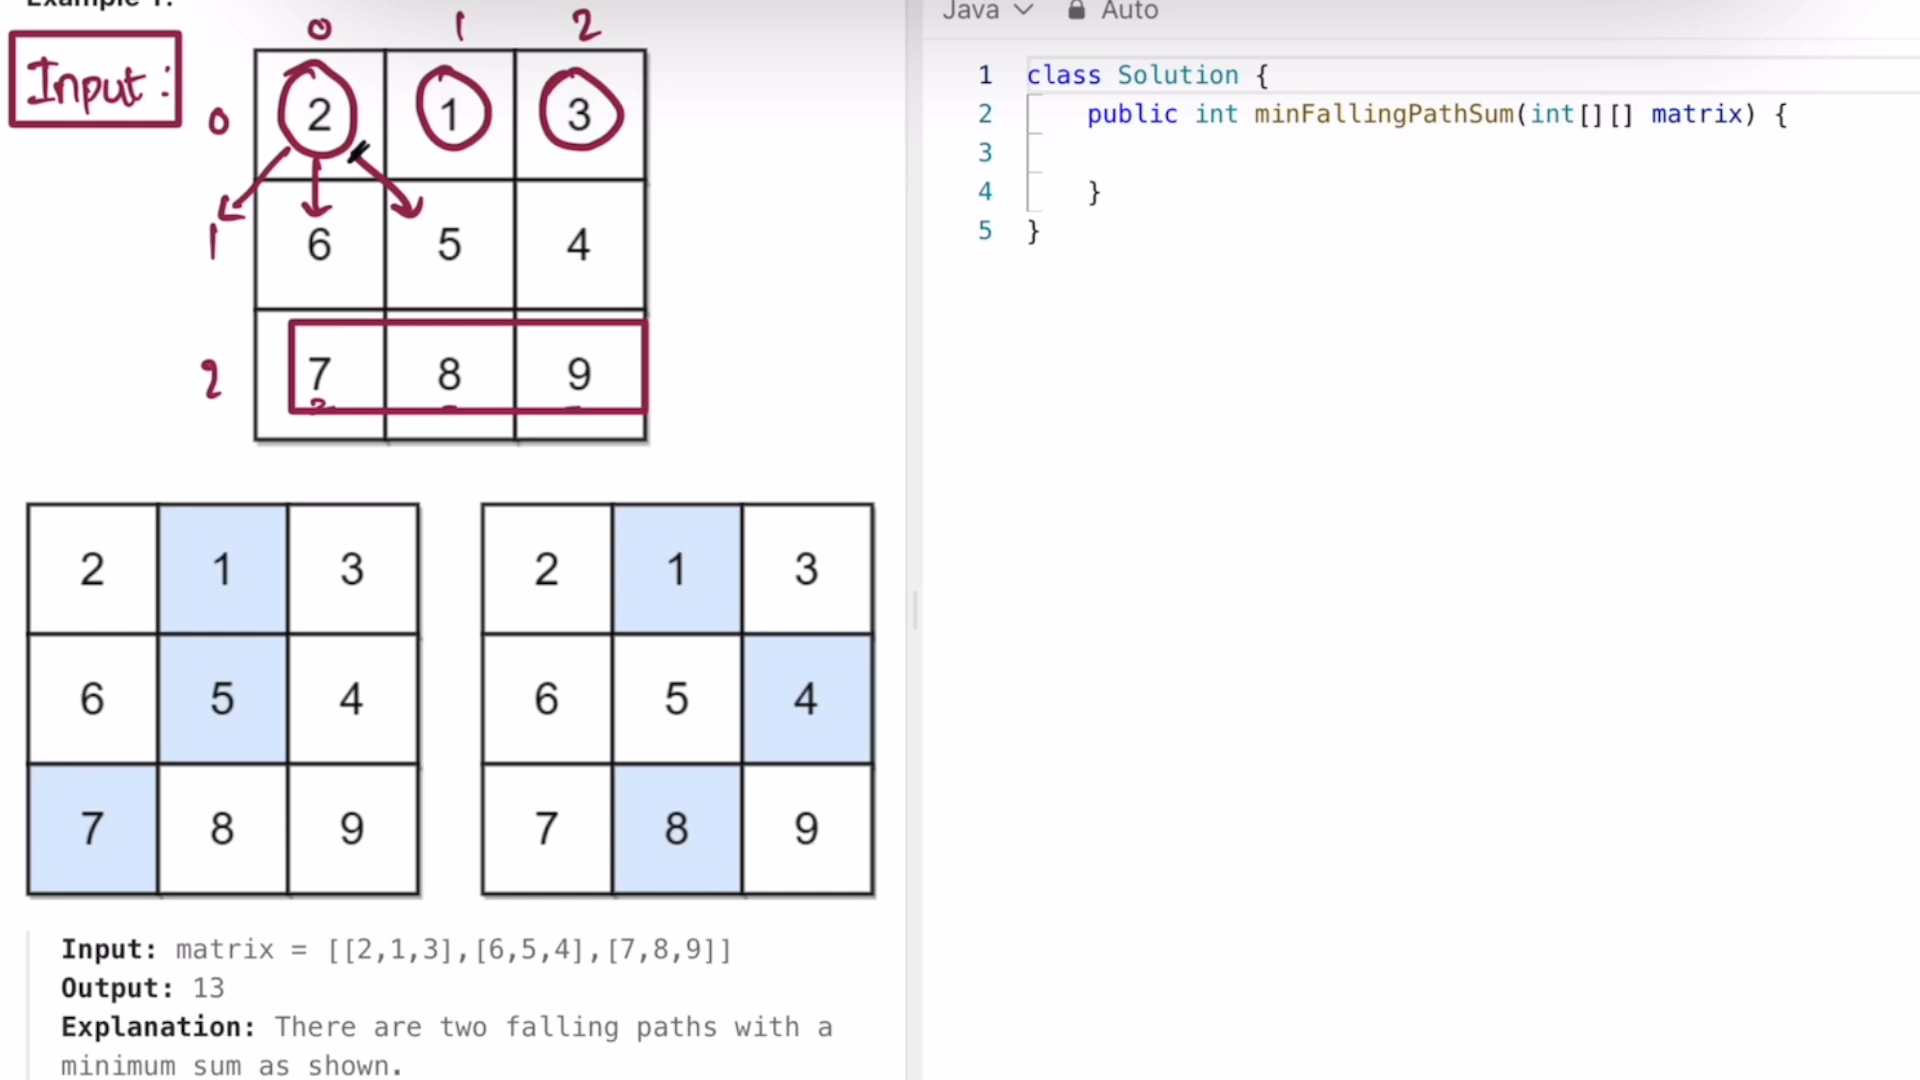 Example 1:
Input:
0 1 2
0 2 1 3
1 6 5 4
2 7 8 9
2 1 3
6 5 4
7 8 9
2 1 3
6 5 4
7 8 9
Input: matrix = [[2,1,3],[6,5,4],[7,8,9]]
Output: 13
Explanation: There are two falling paths with a
minimum sum as shown.
Java Auto
1 class Solution {
2 public int minFallingPathSum(int[][] matrix) {
3
4 }
5 }